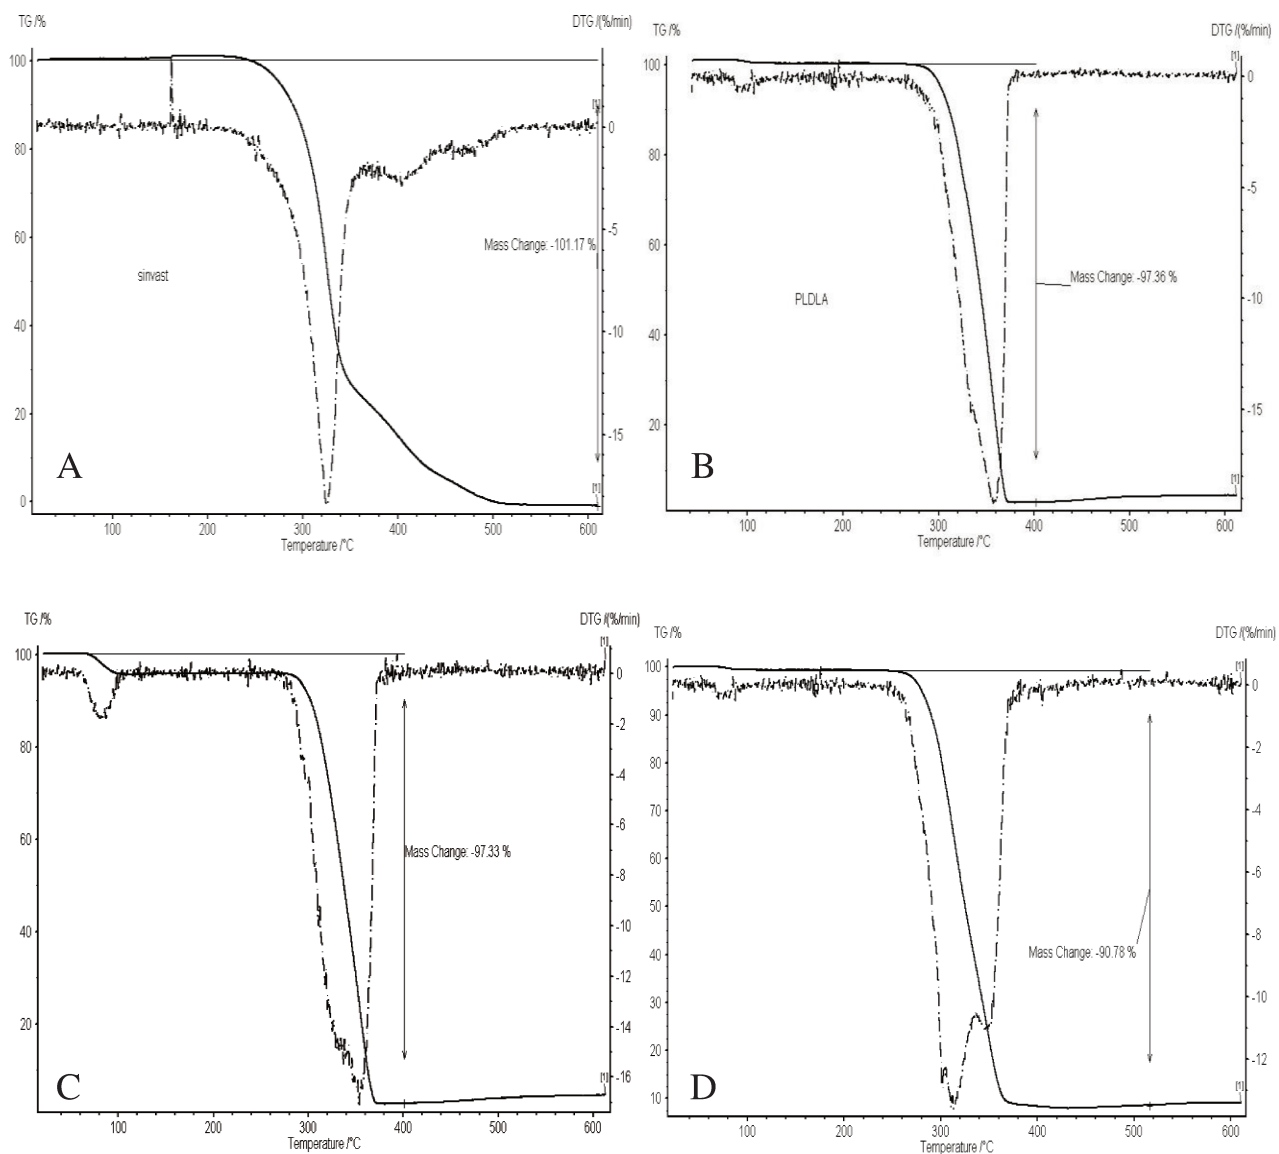 TG /% DTG /(%/min)
100
80
60
40
20
0
0
-5
-10
-15
[1]
[1]
Mass Change: -101.17 %
sinvast
A
100 200 300 400 500 600
Temperature /°C
TG /% DTG /(%/min)
100
80
60
40
20
0
-5
-10
-15
[1]
[1]
Mass Change: -97.36 %
PLDLA
B
100 200 300 400 500 600
Temperature /°C
TG /% DTG /(%/min)
100
80
60
40
20
0
-2
-4
-6
-8
-10
-12
-14
-16
[1]
[1]
Mass Change: -97.33 %
C
100 200 300 400 500 600
Temperature /°C
TG /% DTG /(%/min)
100
90
80
70
60
50
40
30
20
10
0
-2
-4
-6
-8
-10
-12
[1]
[1]
Mass Change: -90.78 %
D
100 200 300 400 500 600
Temperature /°C